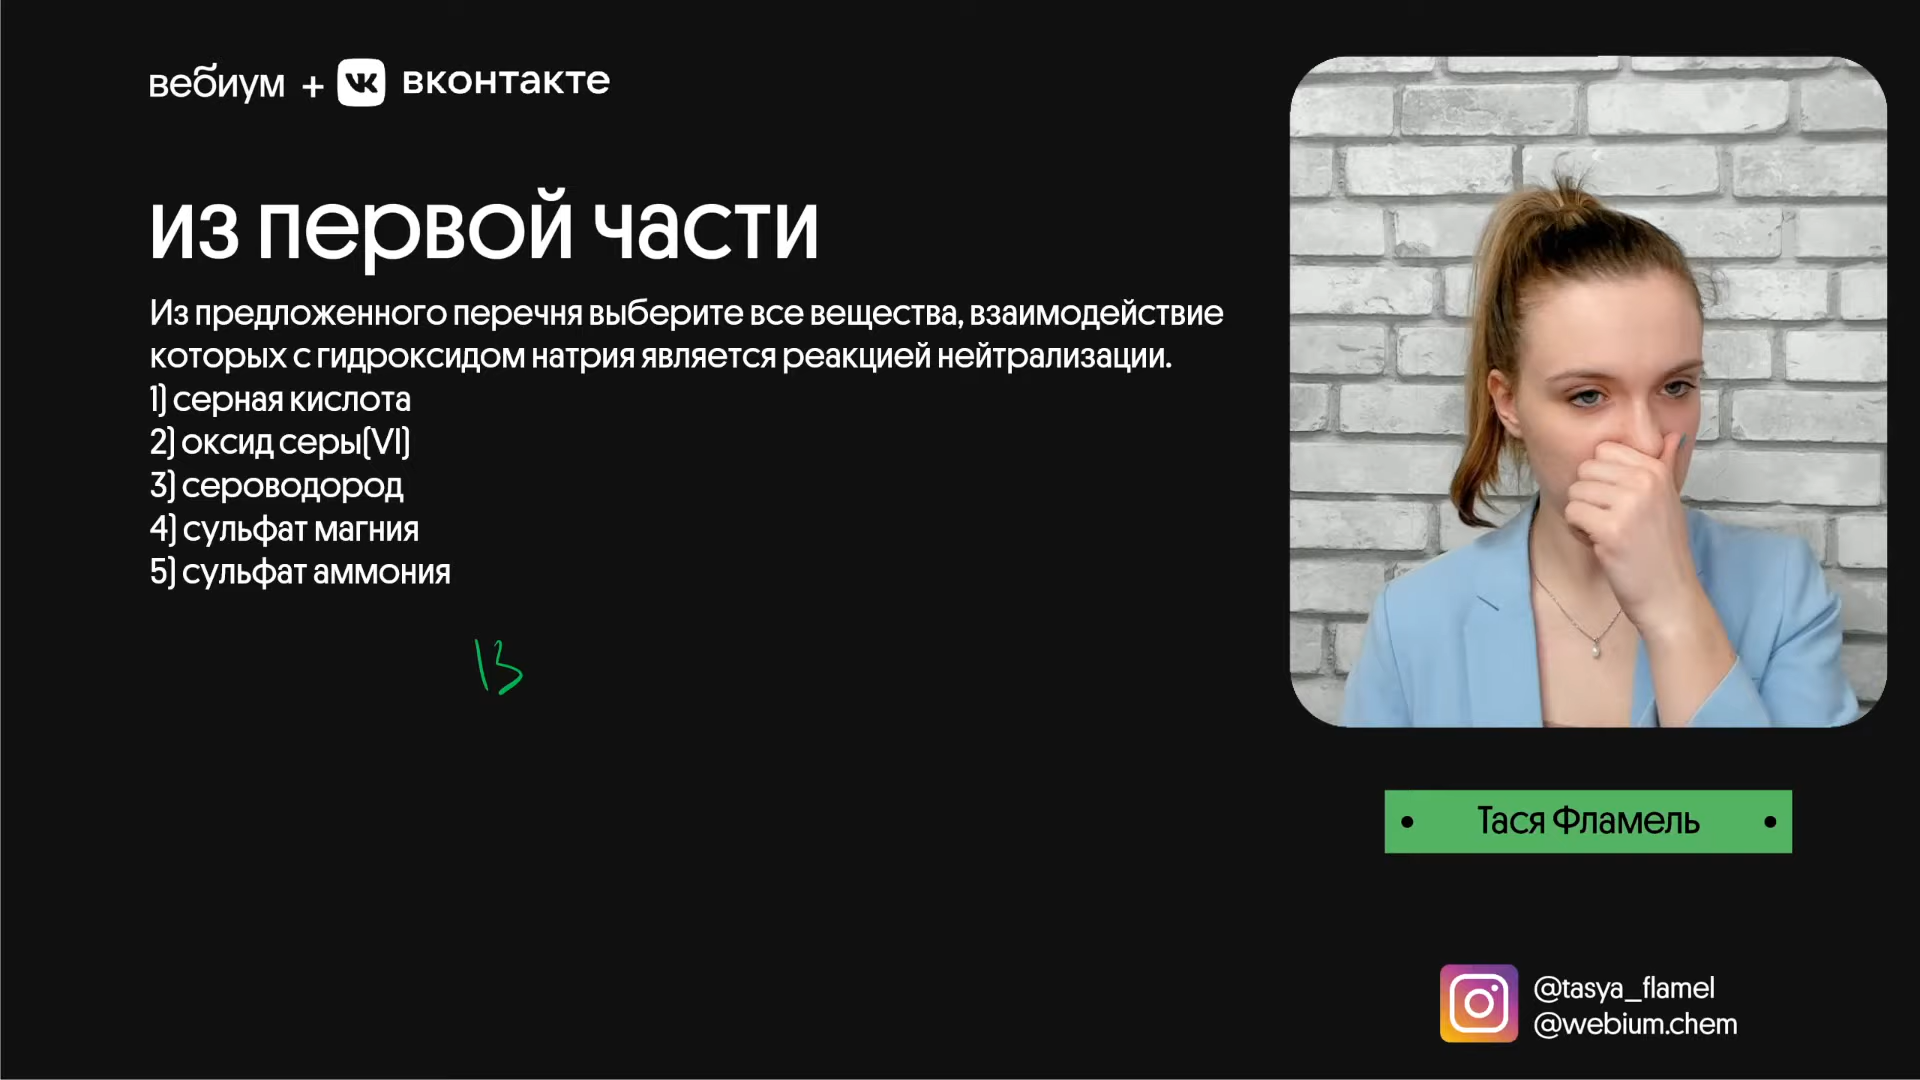 вебиум + вконтакте
из первой части
Из предложенного перечня выберите все вещества, взаимодействие
которых с гидроксидом натрия является реакцией нейтрализации.
1) серная кислота
2) оксид серы(VI)
3) сероводород
4) сульфат магния
5) сульфат аммония
13
Тася Фламель
@tasya_flamel
@webium.chem